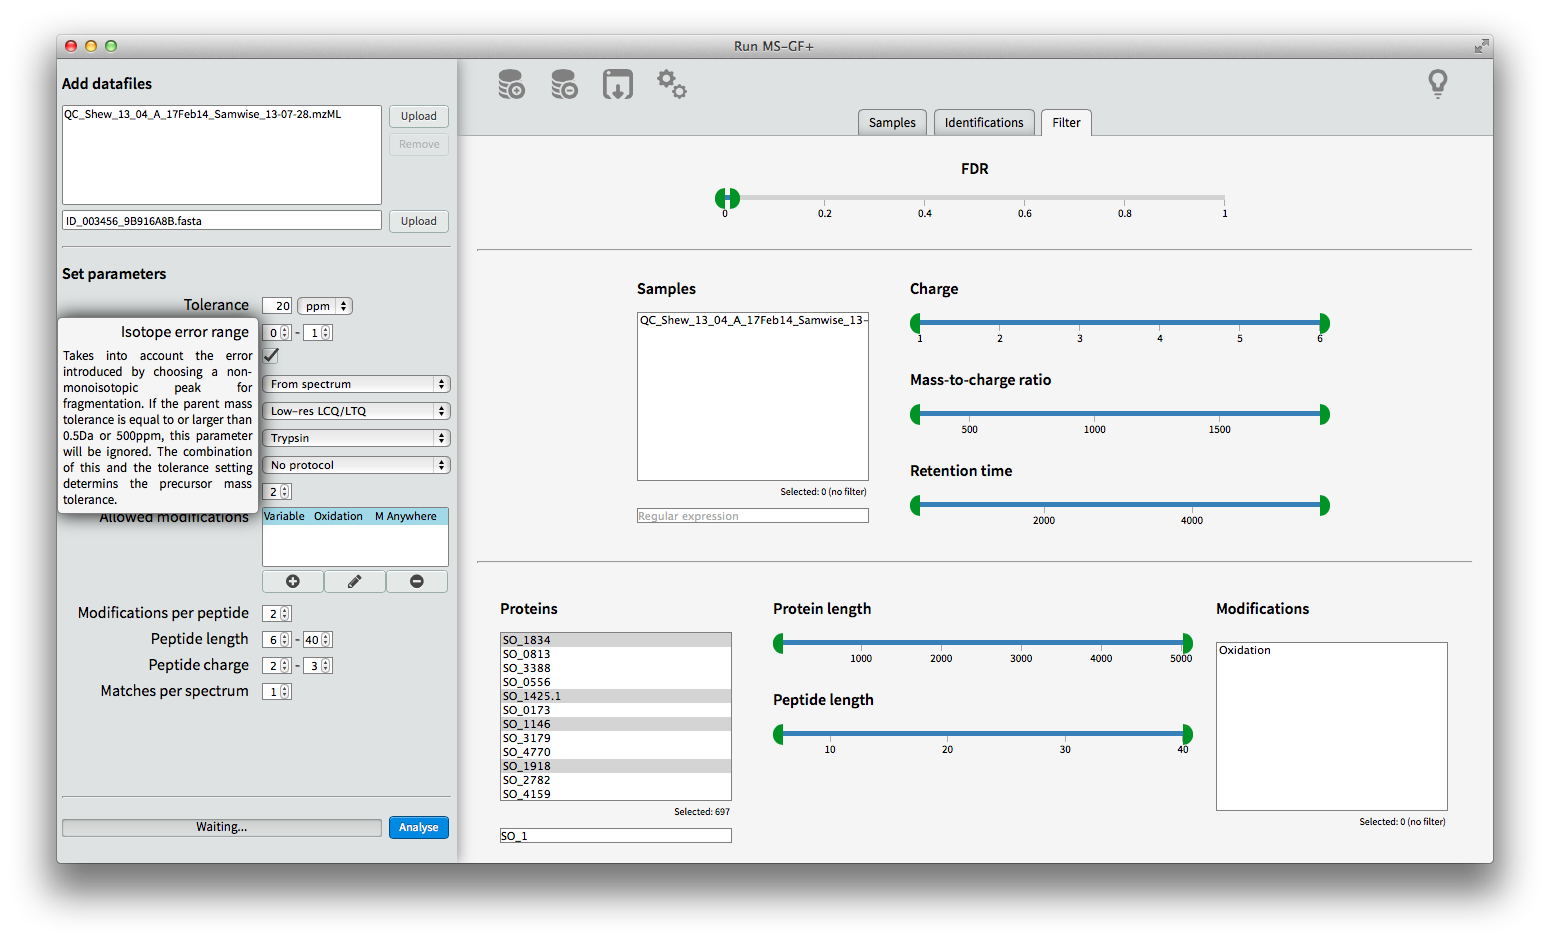 Run MS-GF+
Add datafiles
QC_Shew_13_04_A_17Feb14_Samwise_13-07-28.mzML
Upload
Remove
ID_003456_9B916A8B.fasta
Upload
Set parameters
Tolerance 20 ppm
Isotope error range 0 - 1
Takes into account the error
introduced by choosing a non-
monoisotopic peak for
fragmentation. If the parent mass
tolerance is equal to or larger than
0.5Da or 500ppm, this parameter
will be ignored. The combination
of this and the tolerance setting
determins the precursor mass
tolerance.
From spectrum
Low-res LCQ/LTQ
Trypsin
No protocol
2
Allowed modifications
Variable Oxidation M Anywhere
Modifications per peptide 2
Peptide length 6 - 40
Peptide charge 2 - 3
Matches per spectrum 1
Waiting...
Analyse
Samples
Identifications
Filter
FDR
0 0.2 0.4 0.6 0.8 1
Samples
QC_Shew_13_04_A_17Feb14_Samwise_13-
Selected: 0 (no filter)
Regular expression
Charge
1 2 3 4 5 6
Mass-to-charge ratio
500 1000 1500
Retention time
2000 4000
Proteins
SO_1834
SO_0813
SO_3388
SO_0556
SO_1425.1
SO_0173
SO_1146
SO_3179
SO_4770
SO_1918
SO_2782
SO_4159
Selected: 697
SO_1
Protein length
1000 2000 3000 4000 5000
Peptide length
10 20 30 40
Modifications
Oxidation
Selected: 0 (no filter)